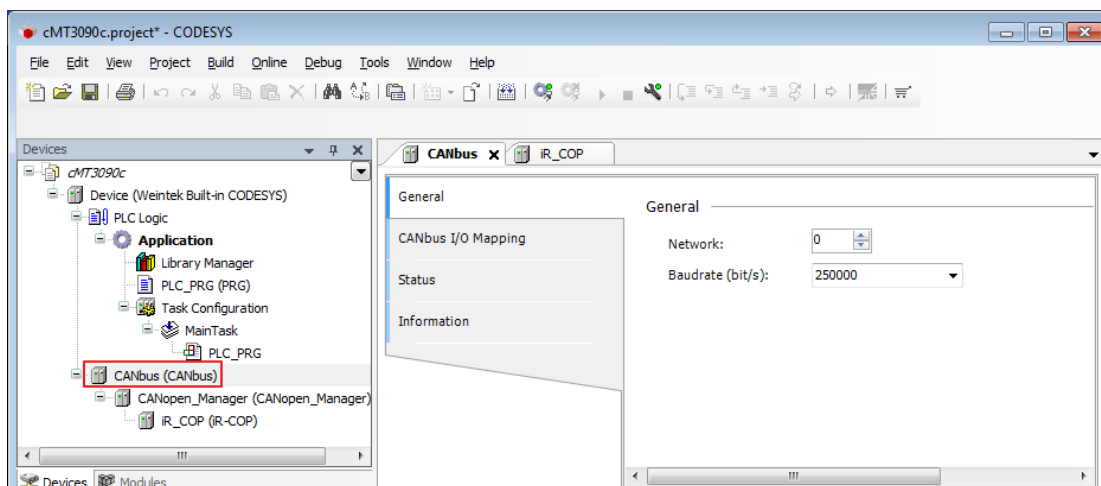 cMT3090c.project* - CODESYS
File Edit View Project Build Online Debug Tools Window Help
Devices
cMT3090c
Device (Weintek Built-in CODESYS)
PLC Logic
Application
Library Manager
PLC_PRG (PRG)
Task Configuration
MainTask
PLC_PRG
CANbus (CANbus)
CANopen_Manager (CANopen_Manager)
iR_COP (iR-COP)
Devices Modules
CANbus iR_COP
General
CANbus I/O Mapping
Status
Information
General
Network: 0
Baudrate (bit/s): 250000